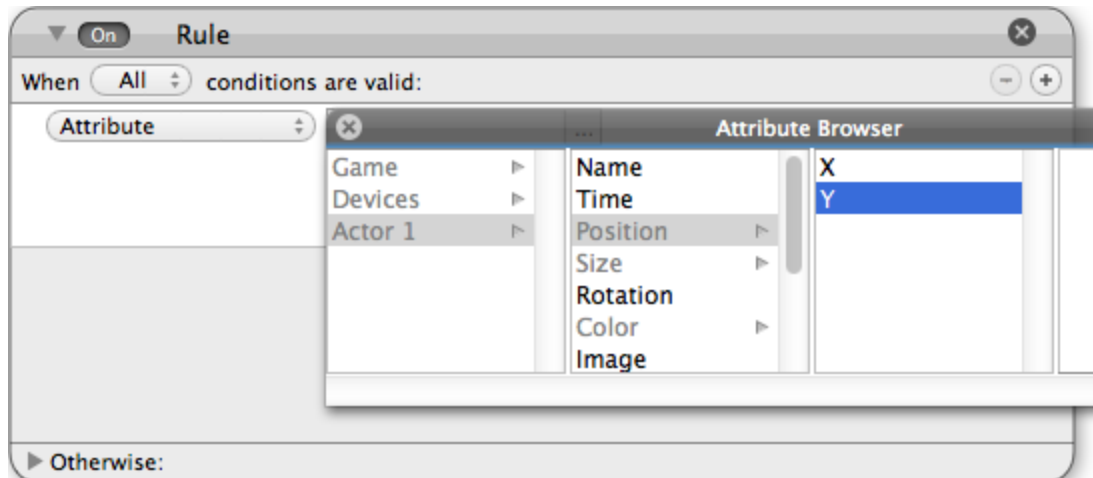 On Rule
When All conditions are valid:
Attribute
... Attribute Browser
Game Name X
Devices Time Y
Actor 1 Position
Size
Rotation
Color
Image
Otherwise: